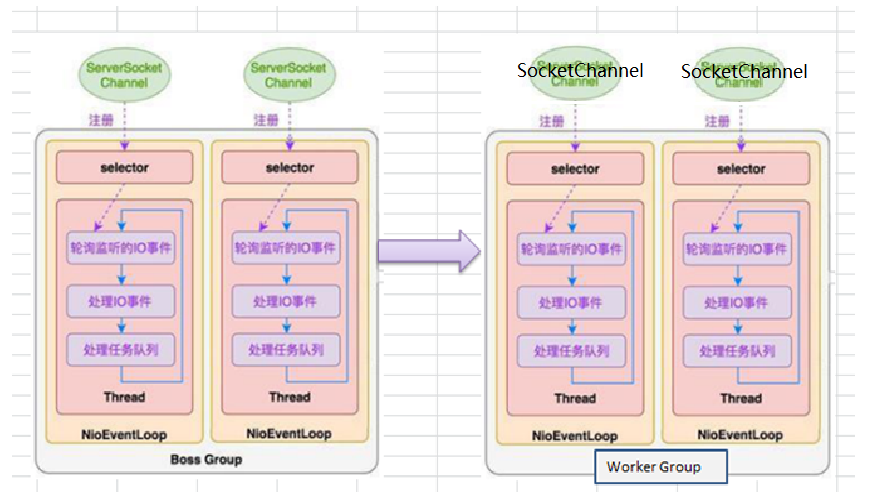 ServerSocket
Channel
注册
selector
轮询监听的IO事件
处理IO事件
处理任务队列
Thread
NioEventLoop
ServerSocket
Channel
注册
selector
轮询监听的IO事件
处理IO事件
处理任务队列
Thread
NioEventLoop
Boss Group
SocketChannel
ServerSocket
Channel
注册
selector
轮询监听的IO事件
处理IO事件
处理任务队列
Thread
NioEventLoop
SocketChannel
ServerSocket
Channel
注册
selector
轮询监听的IO事件
处理IO事件
处理任务队列
Thread
NioEventLoop
Worker Group